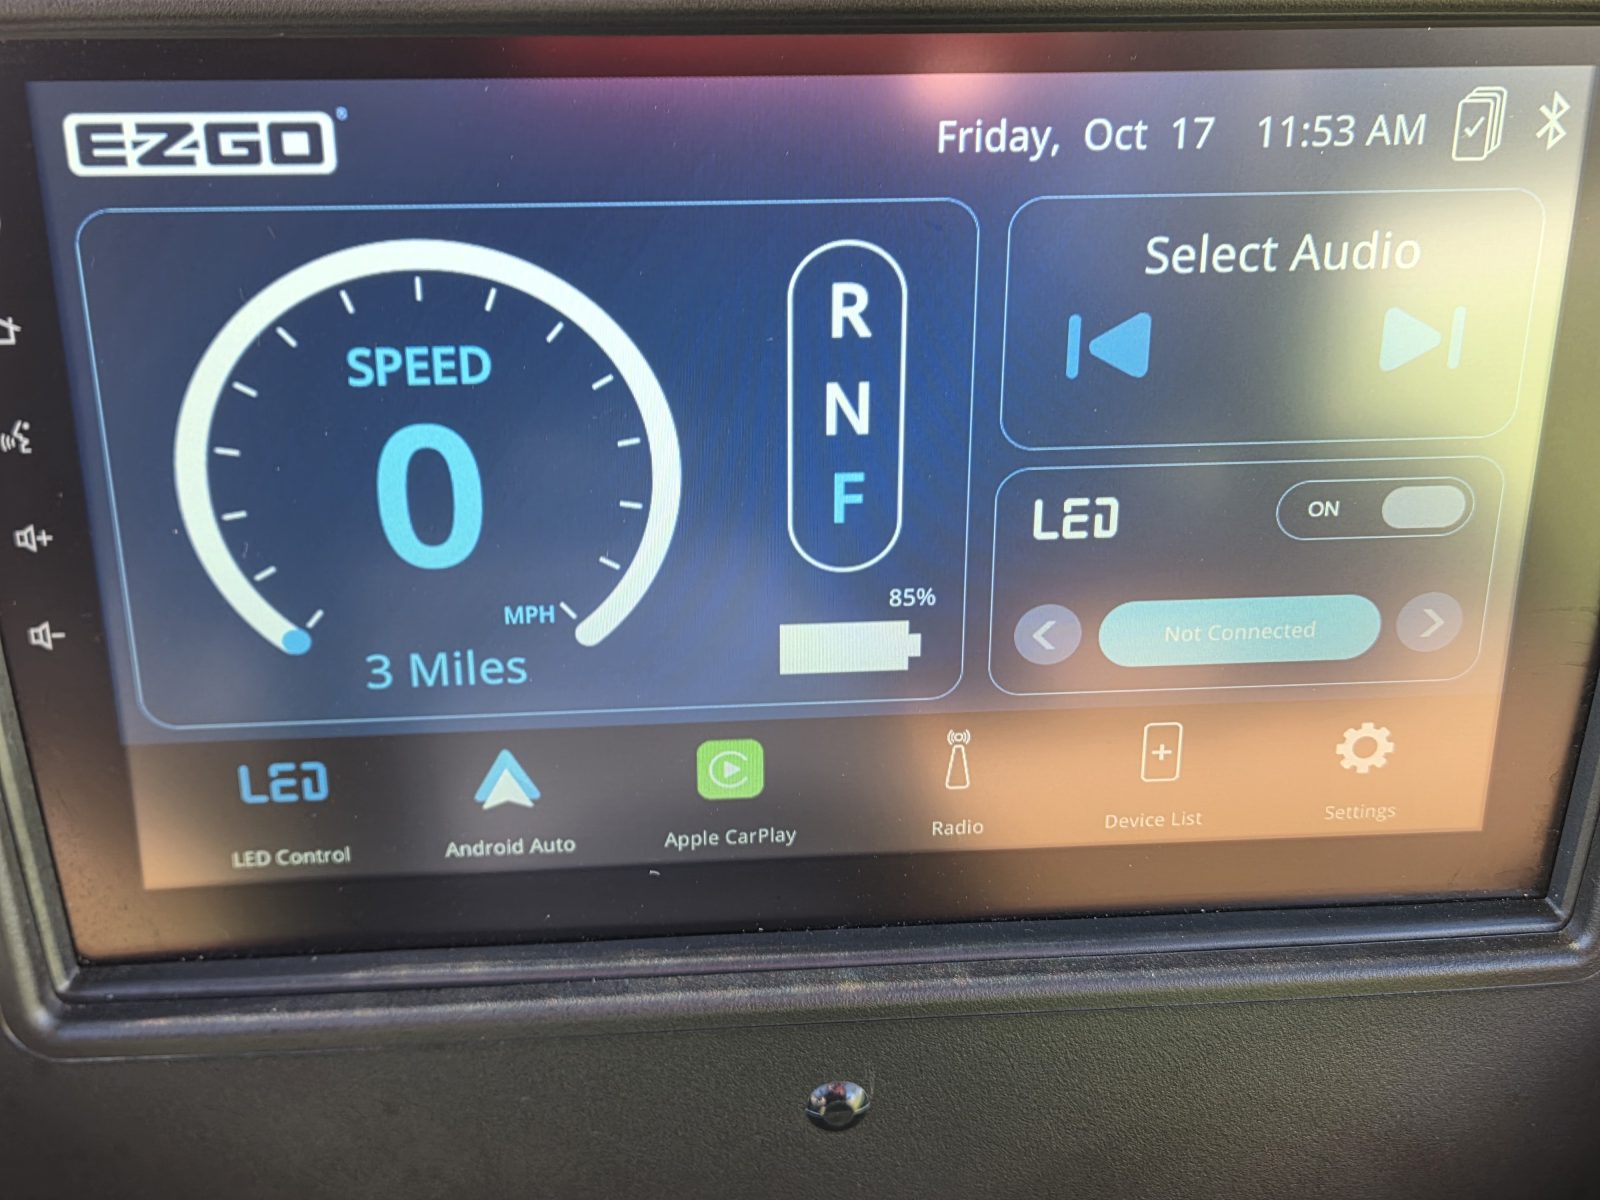 EZGO®
Friday, Oct 17 11:53 AM
SPEED
0
MPH
3 Miles
R
N
F
85%
Select Audio
LED
ON
Not Connected
LED
LED Control
Android Auto
Apple CarPlay
Radio
Device List
Settings